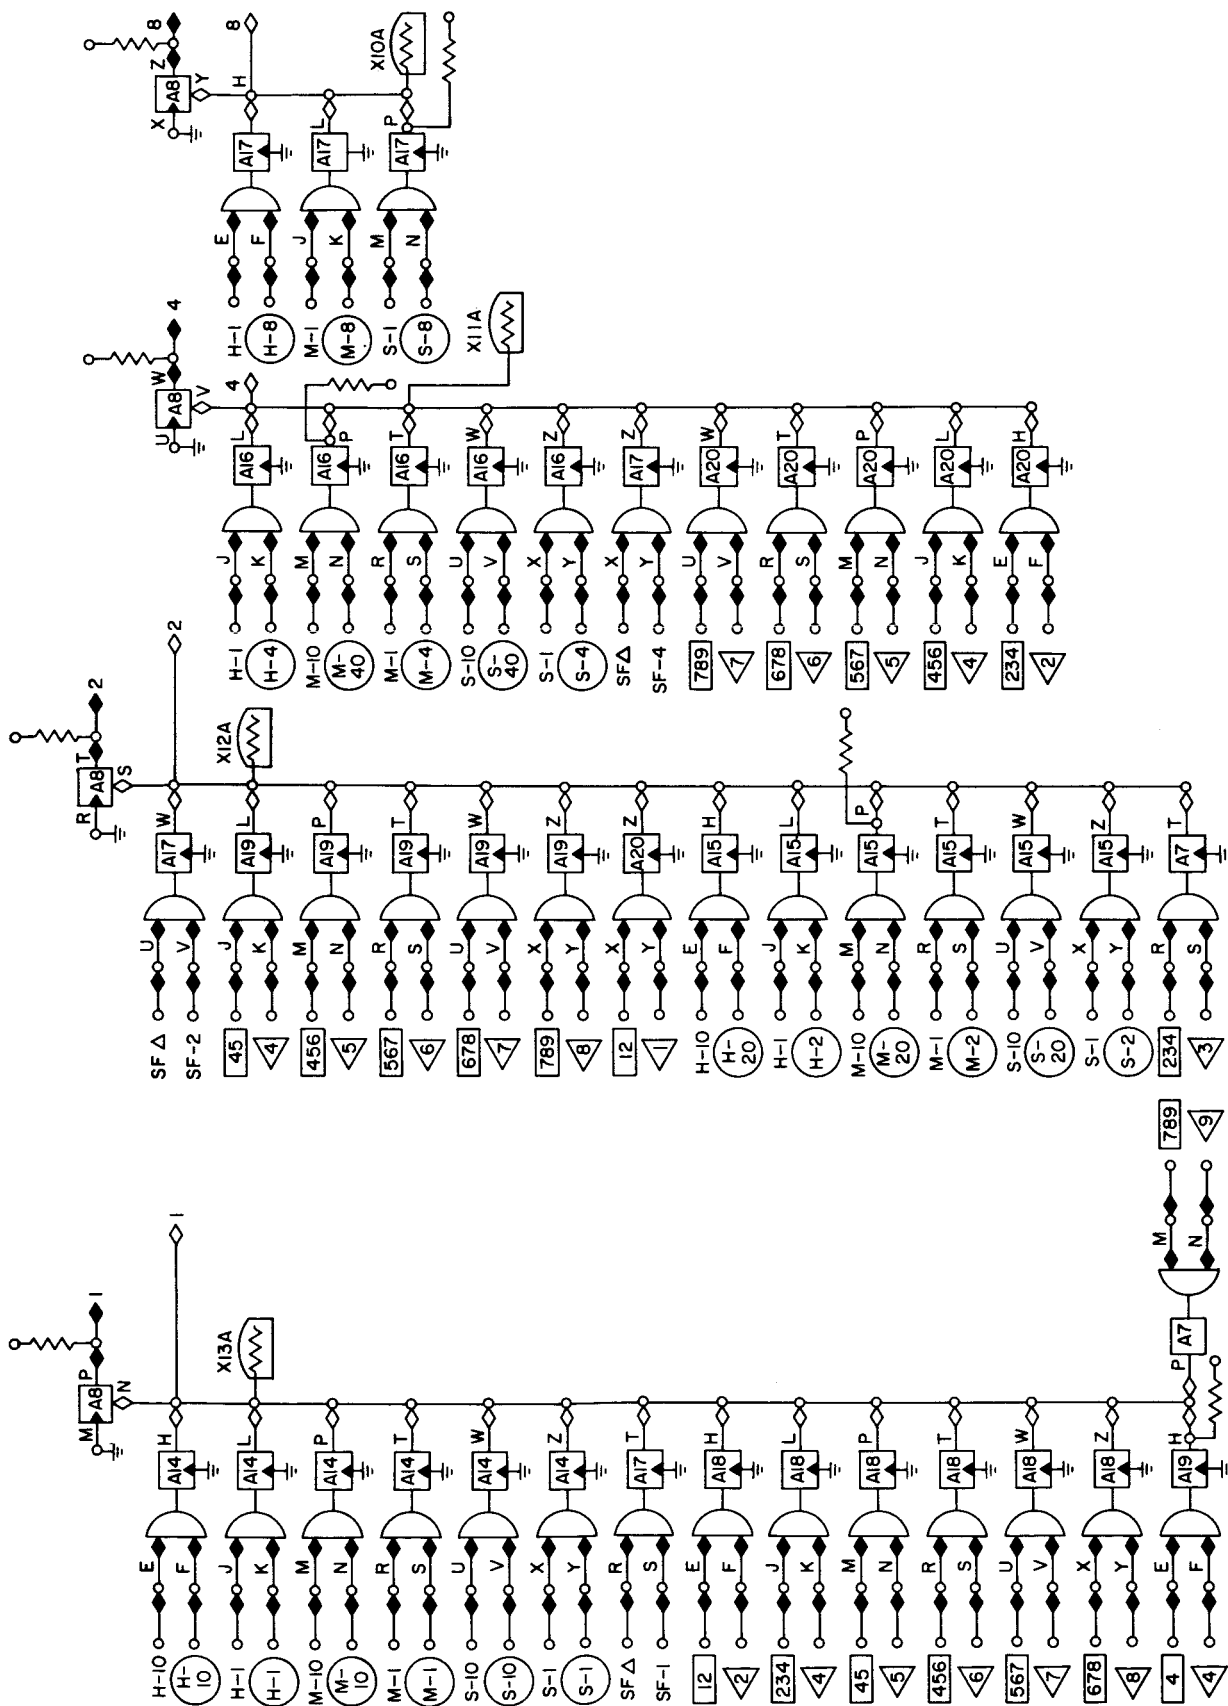 M A8 P 1
N
1
X13A
H-10 E A14 H
H-10 F
H-1 J A14 L
H-1 K
M-10 M A14 P
M-10 N
M-1 R A14 T
M-1 S
S-10 U A14 W
S-10 V
S-1 X A14 Z
S-1 Y
SF Δ R A17 T
SF-1 S
12 E A18 H
2 F
234 J A18 L
4 K
45 M A18 P
5 N
456 R A18 T
6 S
567 U A18 W
7 V
678 X A18 Z
8 Y
4 E A19 H
4 F
P A7 M 789
N 9
R A8 T 2
S
2
X12A
SF Δ U A17 W
SF-2 V
45 J A19 L
4 K
456 M A19 P
5 N
567 R A19 T
6 S
678 U A19 W
7 V
789 X A19 Z
8 Y
12 X A20 Z
1 Y
H-10 E A15 H
H-20 F
H-1 J A15 L
H-2 K
M-10 M A15 P
M-20 N
M-1 R A15 T
M-2 S
S-10 U A15 W
S-20 V
S-1 X A15 Z
S-2 Y
234 R A7 T
3 S
U A8 W 4
V
4
X11A
H-1 J A16 L
H-4 K
M-10 M A16 P
M-40 N
M-1 R A16 T
M-4 S
S-10 U A16 W
S-40 V
S-1 X A16 Z
S-4 Y
SF Δ X A17 Z
SF-4 Y
789 U A20 W
7 V
678 R A20 T
6 S
567 M A20 P
5 N
456 J A20 L
4 K
234 E A20 H
2 F
X A8 Z 8
Y
8
X10A
H-1 E A17 H
H-8 F
M-1 J A17 L
M-8 K
S-1 M A17 P
S-8 N